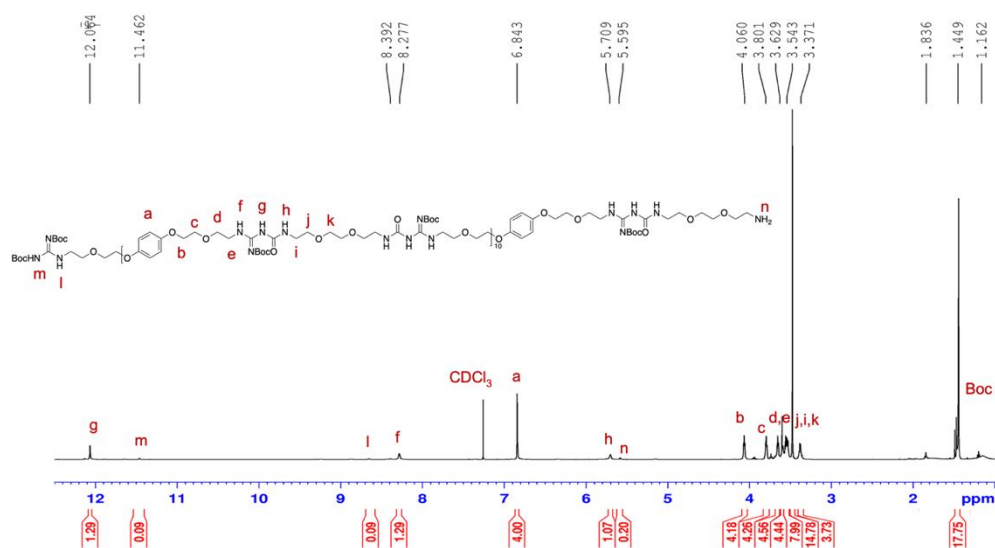 12.064
11.462
8.392
8.277
6.843
5.709
5.595
4.060
3.801
3.629
3.543
3.371
1.836
1.449
1.162
a
c
d
f
NBoc
BocHN
N
H
m
l
O
O
O
O
b
O
e
H
N
g
H
N
h
H
N
NBoc
O
j
i
O
k
O
H
N
O
N
H
NBoc
N
H
O
O
10
O
O
O
H
N
H
N
H
N
NBoc
O
O
O
n
NH2
CDCl3
a
Boc
g
m
l
f
h
n
b
c
d,e
j,i,k
12
11
10
9
8
7
6
5
4
3
2
ppm
1.29
0.09
0.09
1.29
4.00
1.07
0.20
4.18
4.26
4.56
4.44
7.99
14.78
3.73
17.75